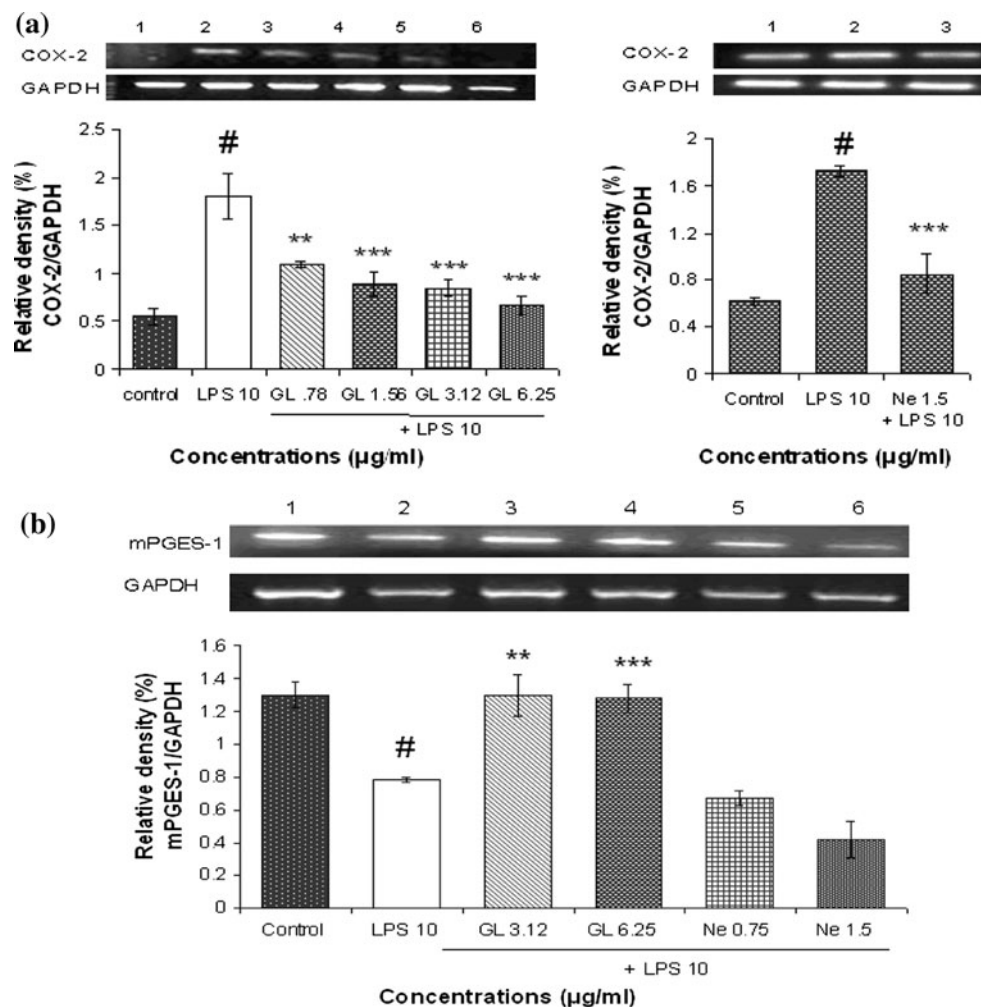 (a)
1 2 3 4 5 6
COX-2
GAPDH
Relative density (%)
COX-2/GAPDH
2.5
2
1.5
1
0.5
0
#
**
***
***
***
control LPS 10 GL .78 GL 1.56 GL 3.12 GL 6.25
+ LPS 10
Concentrations (µg/ml)
1 2 3
COX-2
GAPDH
Relative dencity (%)
COX-2/GAPDH
2
1.6
1.2
0.8
0.4
0
#
***
Control LPS 10 Ne 1.5
+ LPS 10
Concentrations (µg/ml)
(b)
1 2 3 4 5 6
mPGES-1
GAPDH
Relative density (%)
mPGES-1/GAPDH
1.6
1.4
1.2
1
0.8
0.6
0.4
0.2
0
#
**
***
Control LPS 10 GL 3.12 GL 6.25 Ne 0.75 Ne 1.5
+ LPS 10
Concentrations (µg/ml)